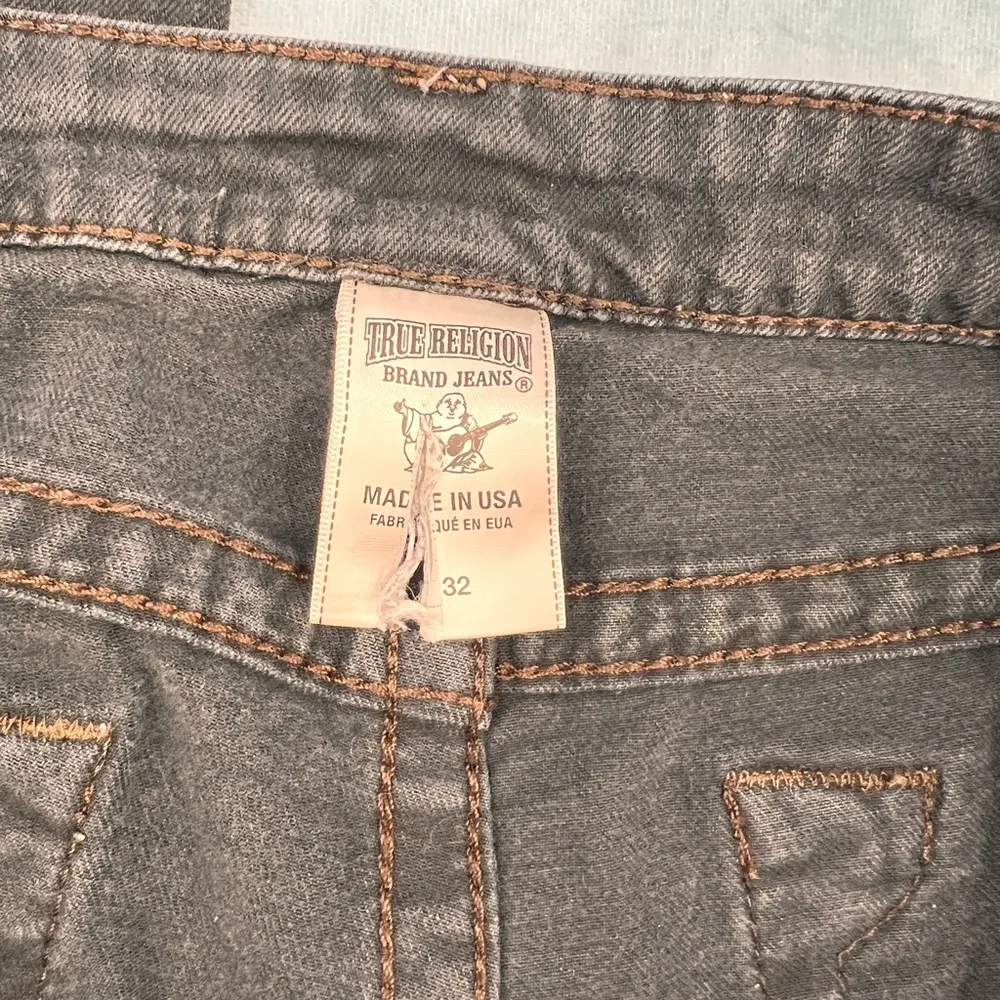 TRUE RELIGION
BRAND JEANS®
MADE IN USA
FABRIQUÉ EN EUA
32